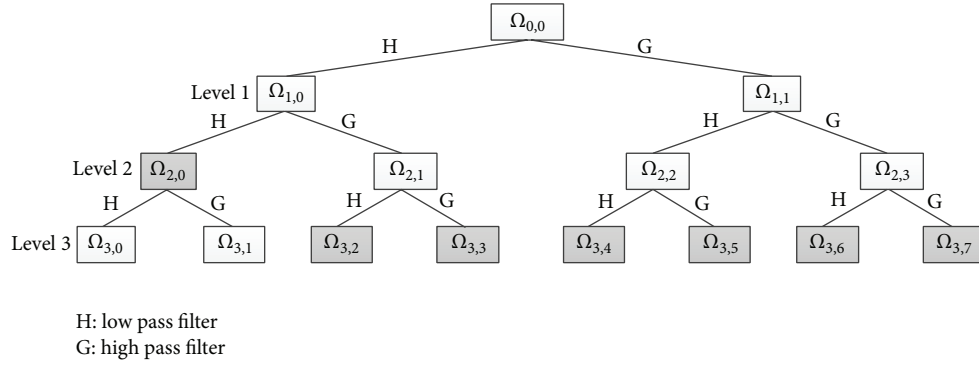 Ω0,0
H G
Level 1 Ω1,0 Ω1,1
H G H G
Level 2 Ω2,0 Ω2,1 Ω2,2 Ω2,3
H G H G H G H G
Level 3 Ω3,0 Ω3,1 Ω3,2 Ω3,3 Ω3,4 Ω3,5 Ω3,6 Ω3,7
H: low pass filter
G: high pass filter